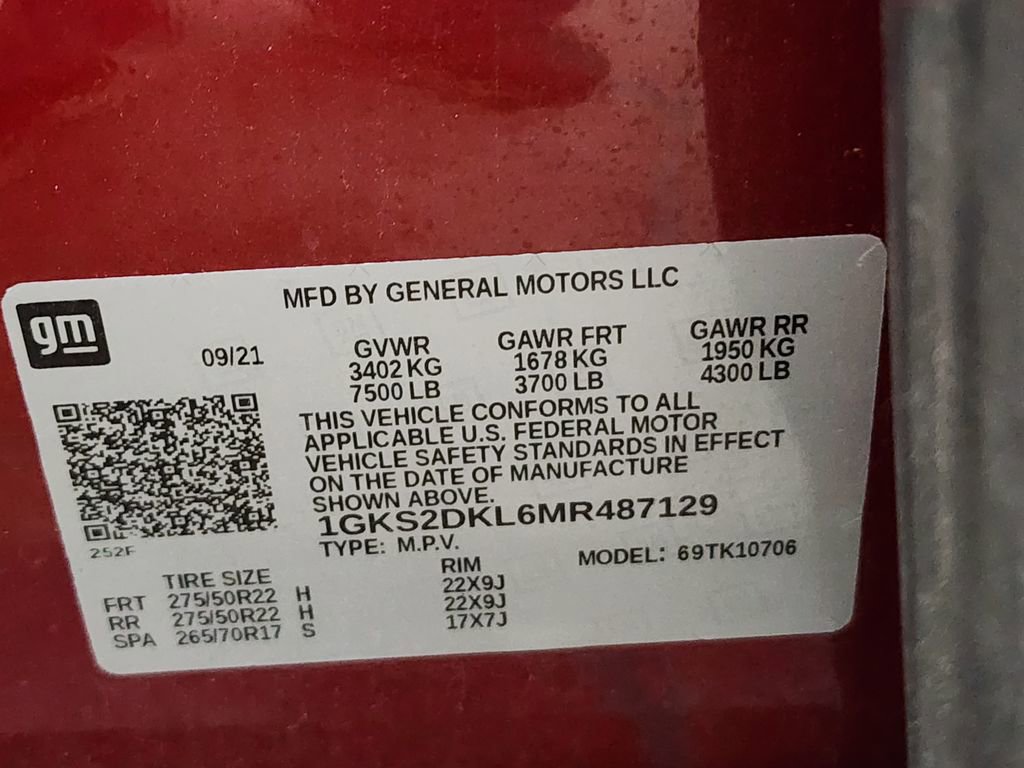 MFD BY GENERAL MOTORS LLC
gm
09/21
GVWR
3402 KG
7500 LB
GAWR FRT
1678 KG
3700 LB
GAWR RR
1950 KG
4300 LB
THIS VEHICLE CONFORMS TO ALL
APPLICABLE U.S. FEDERAL MOTOR
VEHICLE SAFETY STANDARDS IN EFFECT
ON THE DATE OF MANUFACTURE
SHOWN ABOVE.
1GKS2DKL6MR487129
252F
TYPE: M.P.V.
MODEL: 69TK10706
TIRE SIZE RIM
FRT 275/50R22 H 22X9J
RR 275/50R22 H 22X9J
SPA 265/70R17 S 17X7J